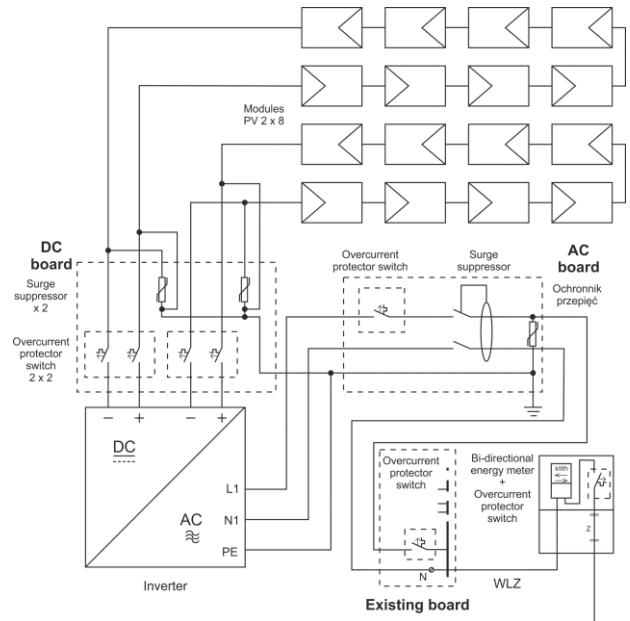 Modules
PV 2 x 8
DC
board
Surge
suppressor
x 2
Overcurrent
protector
switch
2 x 2
Overcurrent
protector switch
Surge
suppressor
AC
board
Ochronnik
przepięć
− + − +
DC
L1
N1
AC
PE
Inverter
Overcurrent
protector
switch
N
Existing board
Bi-directional
energy meter
+
Overcurrent
protector
switch
kWh
Z
WLZ